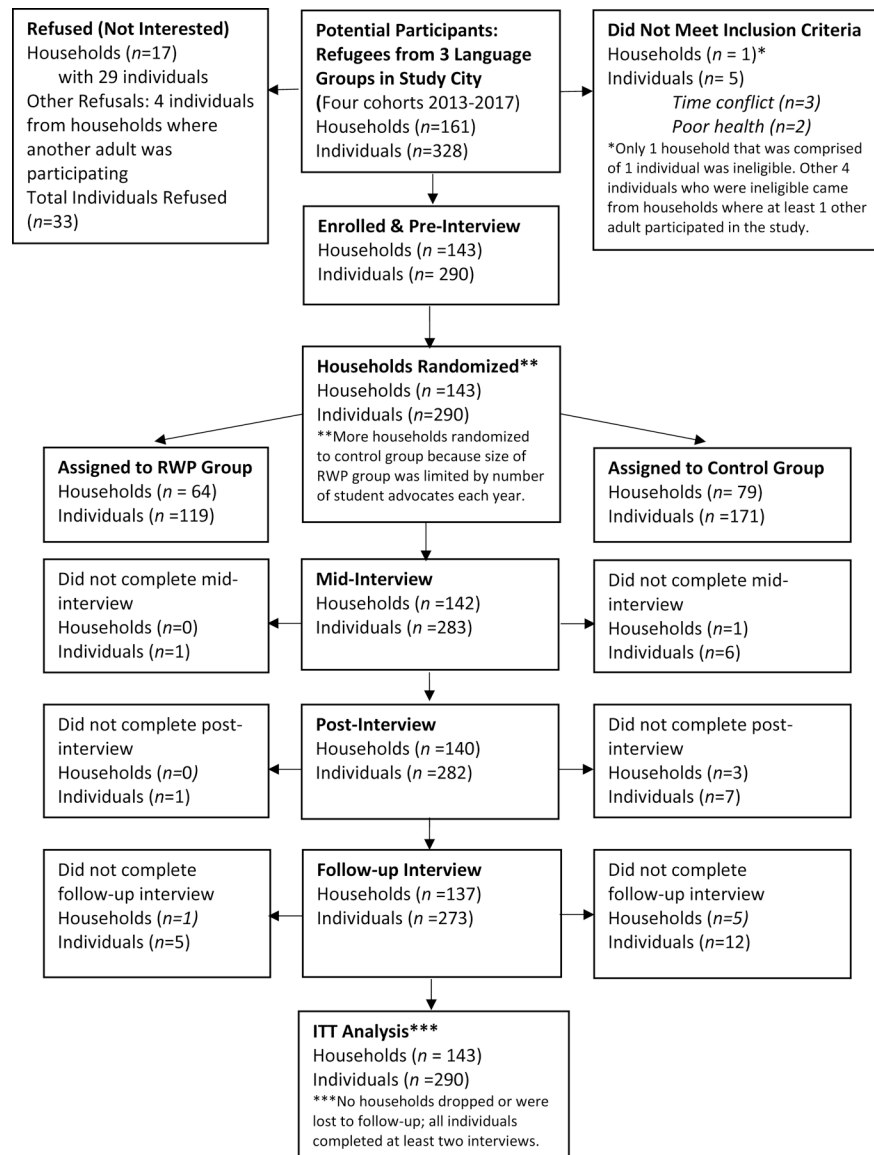 Refused (Not Interested)
Households (n=17)
with 29 individuals
Other Refusals: 4 individuals
from households where
another adult was
participating
Total Individuals Refused
(n=33)
Potential Participants:
Refugees from 3 Language
Groups in Study City
(Four cohorts 2013-2017)
Households (n=161)
Individuals (n=328)
Did Not Meet Inclusion Criteria
Households (n = 1)*
Individuals (n= 5)
Time conflict (n=3)
Poor health (n=2)
*Only 1 household that was comprised
of 1 individual was ineligible. Other 4
individuals who were ineligible came
from households where at least 1 other
adult participated in the study.
Enrolled & Pre-Interview
Households (n =143)
Individuals (n= 290)
Households Randomized**
Households (n =143)
Individuals (n=290)
**More households randomized
to control group because size of
RWP group was limited by number
of student advocates each year.
Assigned to RWP Group
Households (n = 64)
Individuals (n =119)
Assigned to Control Group
Households (n= 79)
Individuals (n =171)
Did not complete mid-
interview
Households (n=0)
Individuals (n=1)
Mid-Interview
Households (n =142)
Individuals (n =283)
Did not complete mid-
interview
Households (n=1)
Individuals (n=6)
Did not complete post-
interview
Households (n=0)
Individuals (n=1)
Post-Interview
Households (n=140)
Individuals (n =282)
Did not complete post-
interview
Households (n=3)
Individuals (n=7)
Did not complete
follow-up interview
Households (n=1)
Individuals (n=5)
Follow-up Interview
Households (n =137)
Individuals (n =273)
Did not complete
follow-up interview
Households (n=5)
Individuals (n=12)
ITT Analysis***
Households (n = 143)
Individuals (n =290)
***No households dropped or were
lost to follow-up; all individuals
completed at least two interviews.